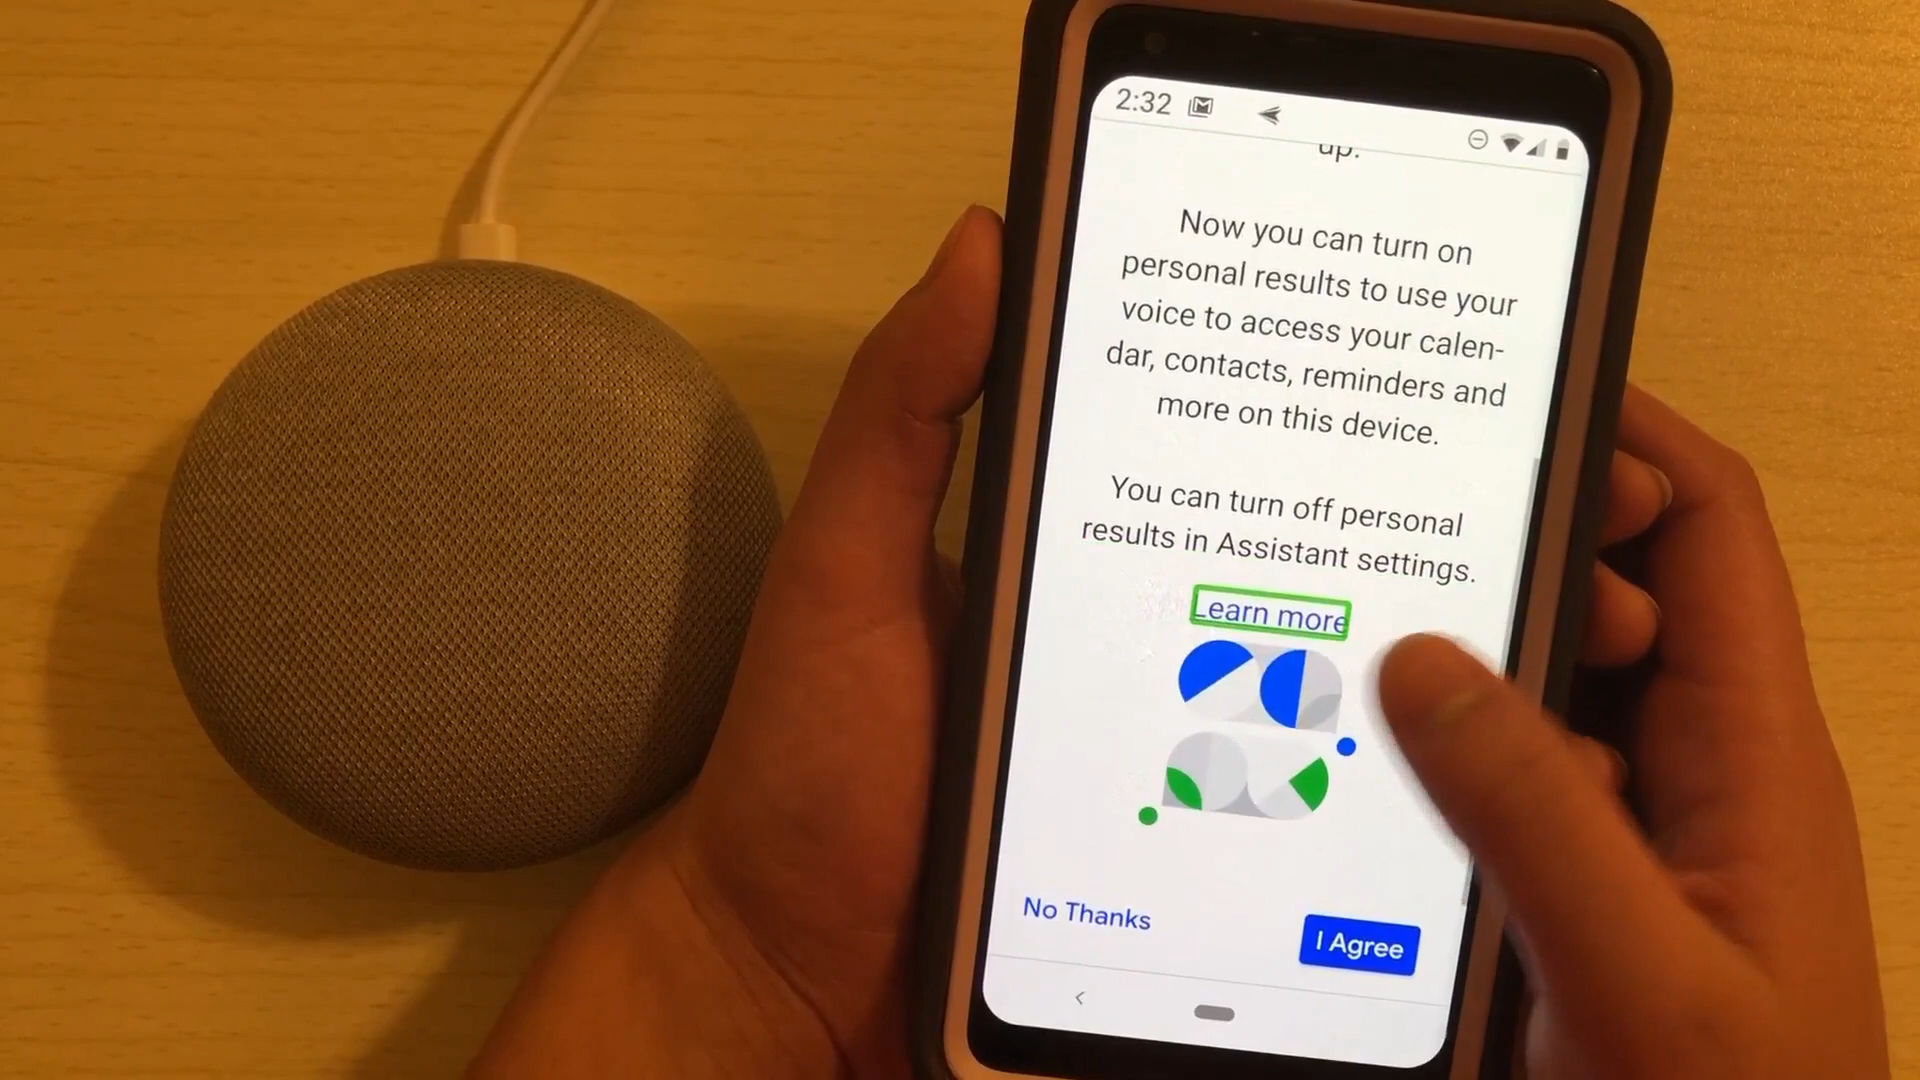 2:32
up.
Now you can turn on
personal results to use your
voice to access your calen-
dar, contacts, reminders and
more on this device.
You can turn off personal
results in Assistant settings.
Learn more
No Thanks
I Agree